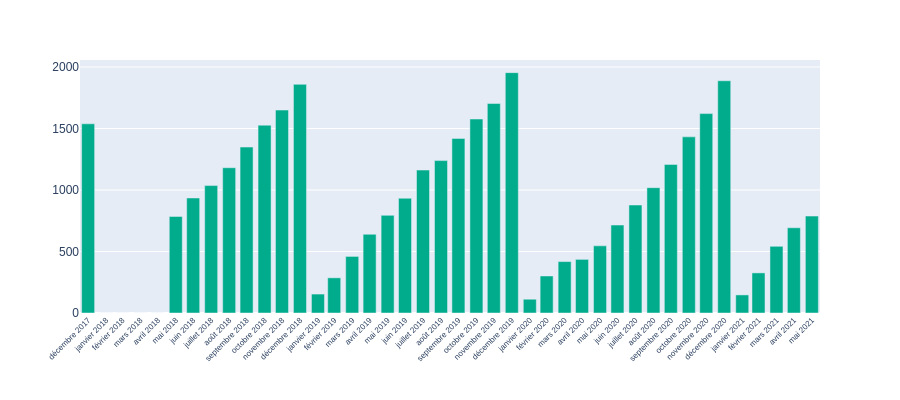 2000
1500
1000
500
0
décembre 2017
janvier 2018
février 2018
mars 2018
avril 2018
mai 2018
juin 2018
juillet 2018
août 2018
septembre 2018
octobre 2018
novembre 2018
décembre 2018
janvier 2019
février 2019
mars 2019
avril 2019
mai 2019
juin 2019
juillet 2019
août 2019
septembre 2019
octobre 2019
novembre 2019
décembre 2019
janvier 2020
février 2020
mars 2020
avril 2020
mai 2020
juin 2020
juillet 2020
août 2020
septembre 2020
octobre 2020
novembre 2020
décembre 2020
janvier 2021
février 2021
mars 2021
avril 2021
mai 2021